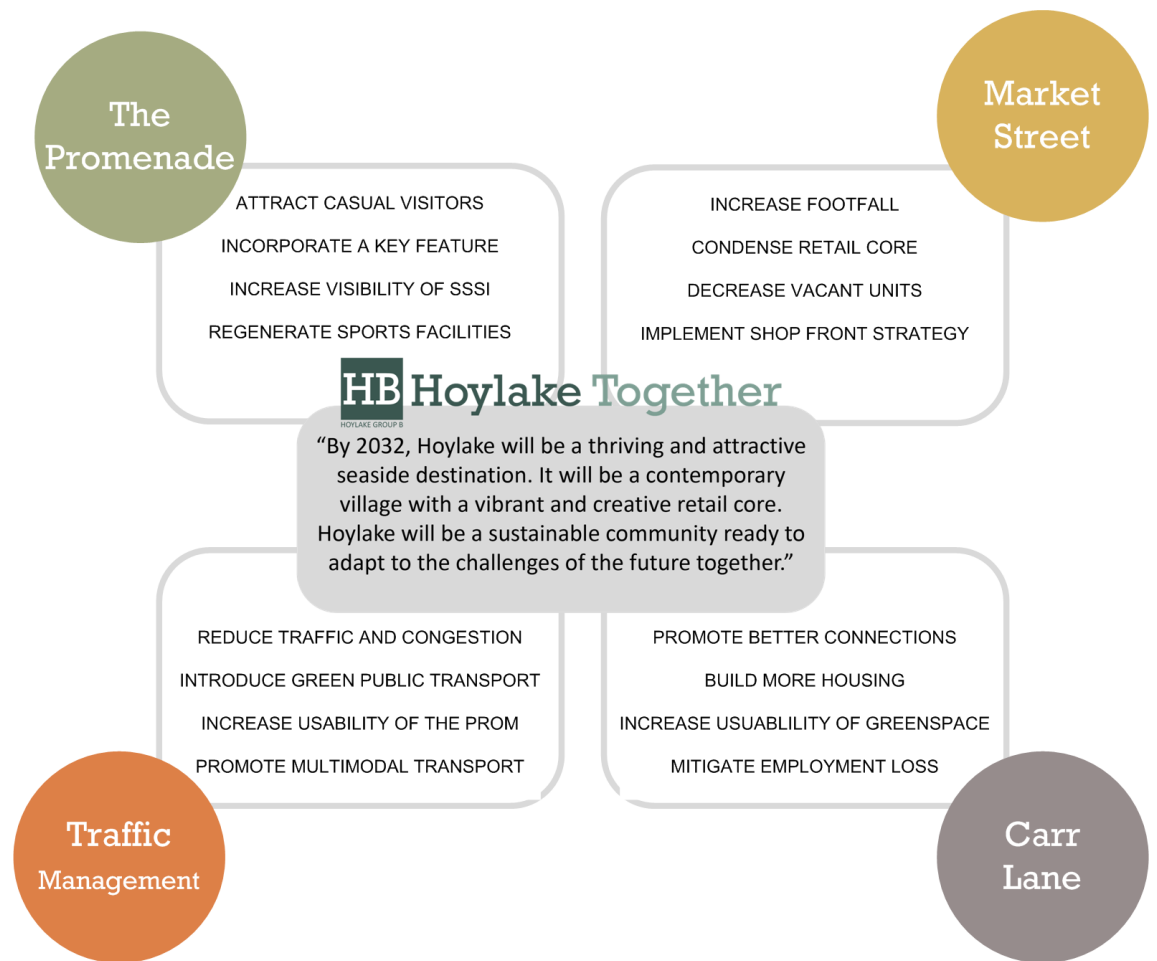 The
Promenade
ATTRACT CASUAL VISITORS
INCORPORATE A KEY FEATURE
INCREASE VISIBILITY OF SSSI
REGENERATE SPORTS FACILITIES
Market
Street
INCREASE FOOTFALL
CONDENSE RETAIL CORE
DECREASE VACANT UNITS
IMPLEMENT SHOP FRONT STRATEGY
HB Hoylake Together
HOYLAKE GROUP B
“By 2032, Hoylake will be a thriving and attractive
seaside destination. It will be a contemporary
village with a vibrant and creative retail core.
Hoylake will be a sustainable community ready to
adapt to the challenges of the future together.”
REDUCE TRAFFIC AND CONGESTION
INTRODUCE GREEN PUBLIC TRANSPORT
INCREASE USABILITY OF THE PROM
PROMOTE MULTIMODAL TRANSPORT
Traffic
Management
PROMOTE BETTER CONNECTIONS
BUILD MORE HOUSING
INCREASE USUABLILITY OF GREENSPACE
MITIGATE EMPLOYMENT LOSS
Carr
Lane